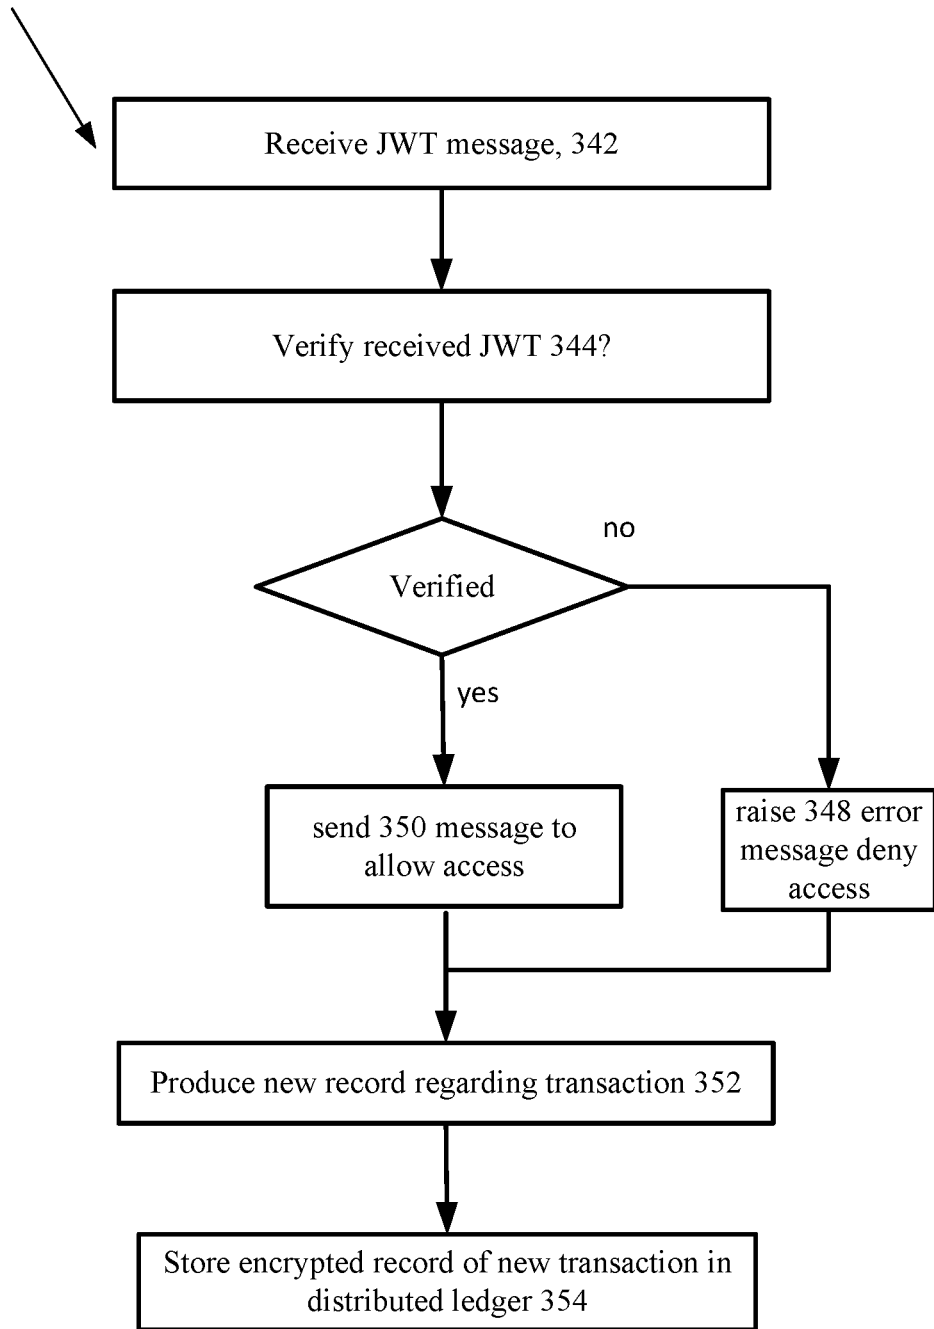 Receive JWT message, 342
Verify received JWT 344?
no
Verified
yes
send 350 message to
allow access
raise 348 error
message deny
access
Produce new record regarding transaction 352
Store encrypted record of new transaction in
distributed ledger 354